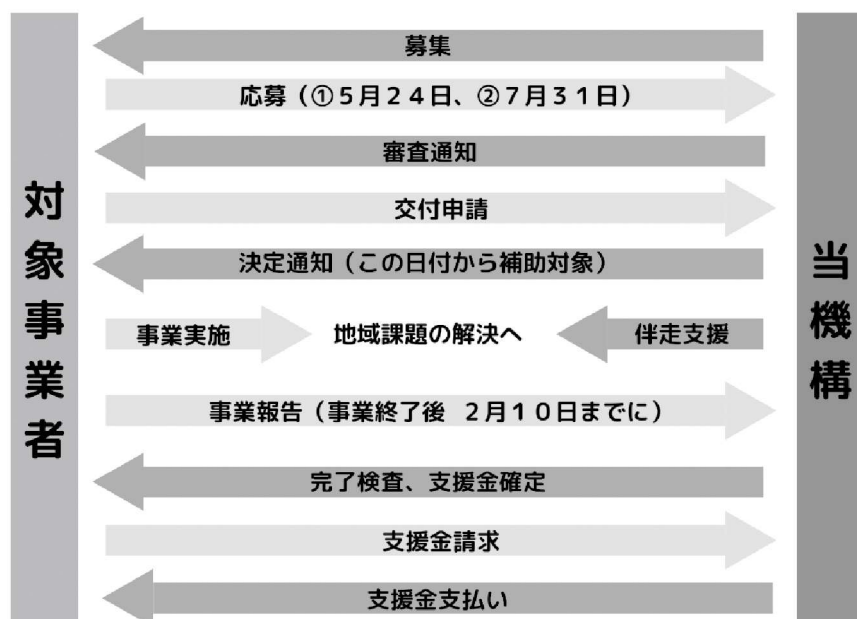 募集
応募（①５月２４日、②７月３１日）
審査通知
交付申請
決定通知（この日付から補助対象）
事業実施
地域課題の解決へ
伴走支援
事業報告（事業終了後 ２月１０日までに）
完了検査、支援金確定
支援金請求
支援金支払い
対象事業者
当機構